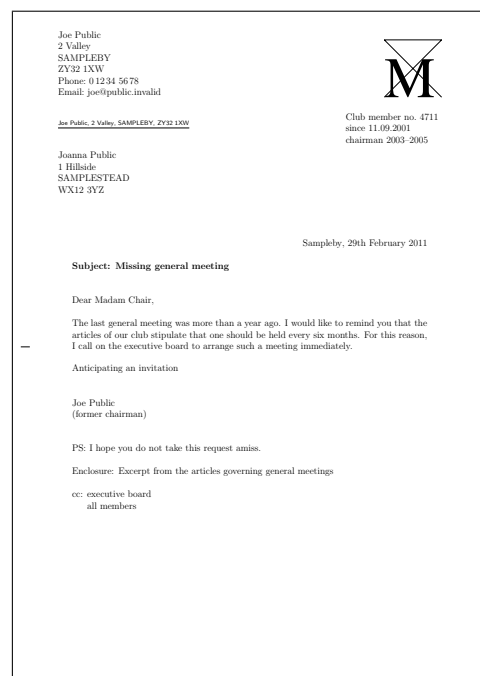 Joe Public
2 Valley
SAMPLEBY
ZY32 1XW
Phone: 0 12 34 56 78
Email: joe@public.invalid
M
Joe Public, 2 Valley, SAMPLEBY, ZY32 1XW
Club member no. 4711
since 11.09.2001
chairman 2003–2005
Joanna Public
1 Hillside
SAMPLESTEAD
WX12 3YZ
Sampleby, 29th February 2011
Subject: Missing general meeting
Dear Madam Chair,
The last general meeting was more than a year ago. I would like to remind you that the
articles of our club stipulate that one should be held every six months. For this reason,
I call on the executive board to arrange such a meeting immediately.
Anticipating an invitation
Joe Public
(former chairman)
PS: I hope you do not take this request amiss.
Enclosure: Excerpt from the articles governing general meetings
cc: executive board
all members